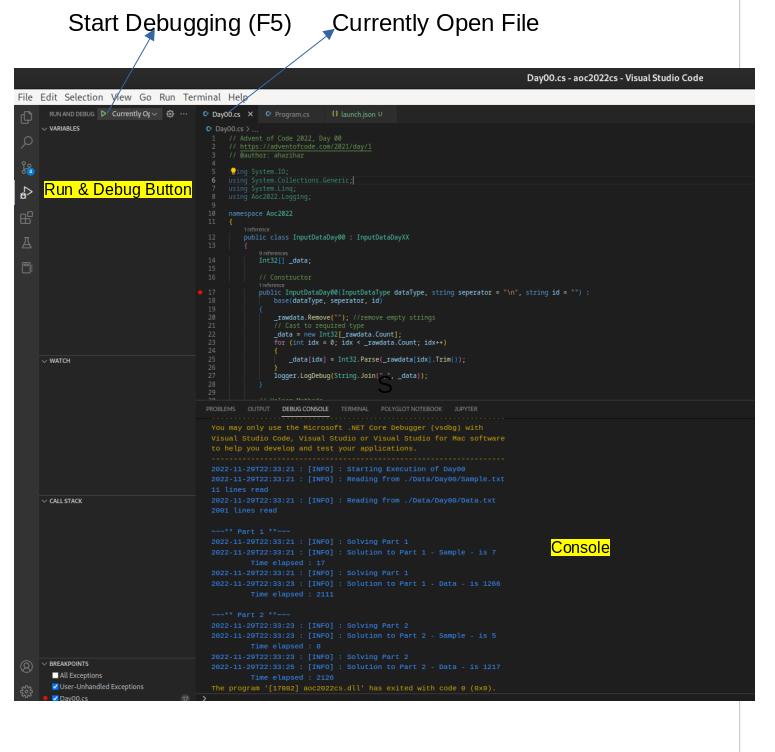 Start Debugging (F5)
Currently Open File
Day00.cs - aoc2022cs - Visual Studio Code
File Edit Selection View Go Run Terminal Help
RUN AND DEBUG
Day00.cs
Program.cs
launch.json U
Day00.cs > ...
VARIABLES
Run & Debug Button
WATCH
CALL STACK
BREAKPOINTS
All Exceptions
User-Unhandled Exceptions
Day00.cs 17
1 // Advent of Code 2022, Day 00
2 // https://adventofcode.com/2021/day/1
3 // @author: aharihar
4
5 ing System.IO;
6 using System.Collections.Generic;
7 using System.Linq;
8 using Aoc2022.Logging;
9
10 namespace Aoc2022
11 {
1 reference
12 public class InputDataDay00 : InputDataDayXX
13 {
9 references
14 Int32[] _data;
15
16 // Constructor
1 reference
17 public InputDataDay00(InputDataType dataType, string seperator = "\n", string id = "") :
18 base(dataType, seperator, id)
19 {
20 _rawdata.Remove(""); //remove empty strings
21 // Cast to required type
22 _data = new Int32[_rawdata.Count];
23 for (int idx = 0; idx < _rawdata.Count; idx++)
24 {
25 _data[idx] = Int32.Parse(_rawdata[idx].Trim());
26 }
27 logger.LogDebug(String.Join( , _data));
S
28 }
29
PROBLEMS OUTPUT DEBUG CONSOLE TERMINAL POLYGLOT NOTEBOOK JUPYTER
You may only use the Microsoft .NET Core Debugger (vsdbg) with
Visual Studio Code, Visual Studio or Visual Studio for Mac software
to help you develop and test your applications.
2022-11-29T22:33:21 : [INFO] : Starting Execution of Day00
2022-11-29T22:33:21 : [INFO] : Reading from ./Data/Day00/Sample.txt
11 lines read
2022-11-29T22:33:21 : [INFO] : Reading from ./Data/Day00/Data.txt
2001 lines read
~~~** Part 1 **~~~
2022-11-29T22:33:21 : [INFO] : Solving Part 1
2022-11-29T22:33:21 : [INFO] : Solution to Part 1 - Sample - is 7
Time elapsed : 17
2022-11-29T22:33:21 : [INFO] : Solving Part 1
2022-11-29T22:33:23 : [INFO] : Solution to Part 1 - Data - is 1266
Time elapsed : 2111
~~~** Part 2 **~~~
2022-11-29T22:33:23 : [INFO] : Solving Part 2
2022-11-29T22:33:23 : [INFO] : Solution to Part 2 - Sample - is 5
Time elapsed : 0
2022-11-29T22:33:23 : [INFO] : Solving Part 2
2022-11-29T22:33:25 : [INFO] : Solution to Part 2 - Data - is 1217
Time elapsed : 2126
The program '[17082] aoc2022cs.dll' has exited with code 0 (0x0).
Console